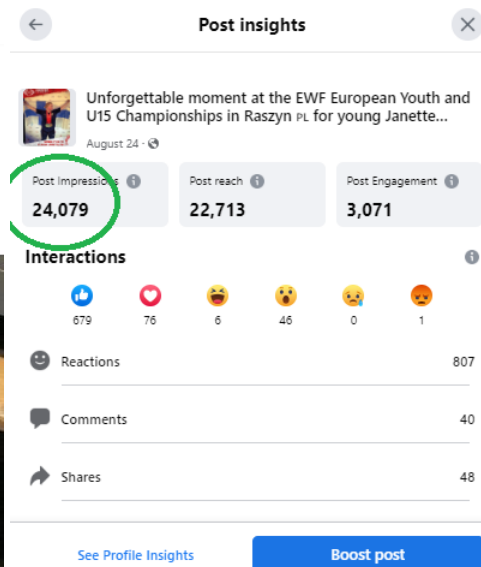 Post insights
Unforgettable moment at the EWF European Youth and
U15 Championships in Raszyn PL for young Janette...
August 24 ·
Post Impressions
Post reach
Post Engagement
24,079
22,713
3,071
Interactions
679 76 6 46 0 1
Reactions 807
Comments 40
Shares 48
See Profile Insights
Boost post